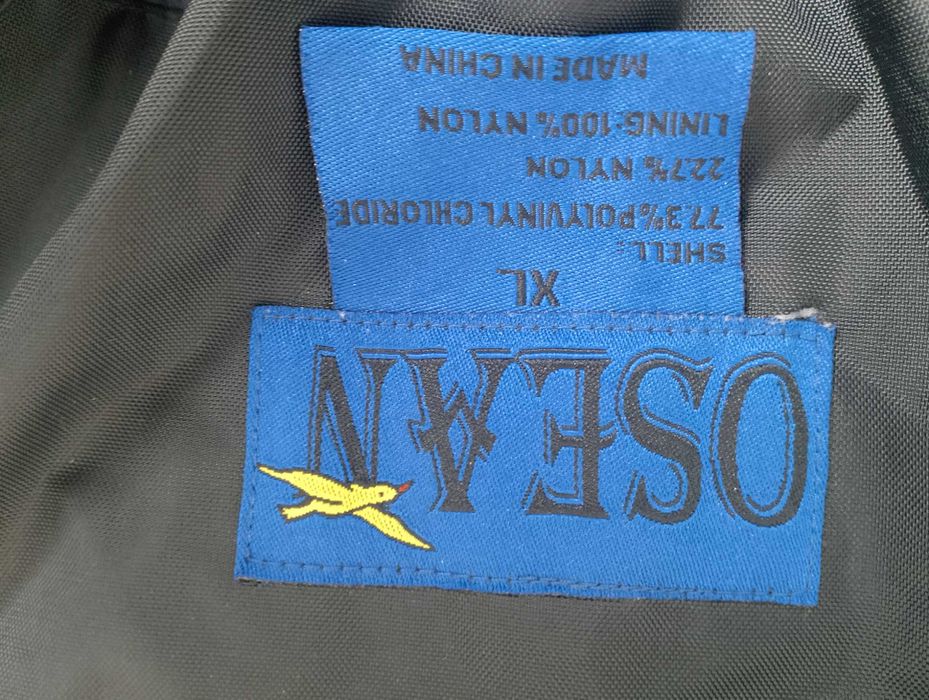 OSEAN
XL
SHELL:
77.3%POLYVINYL CHLORIDE
22.7% NYLON
LINING:100% NYLON
MADE IN CHINA